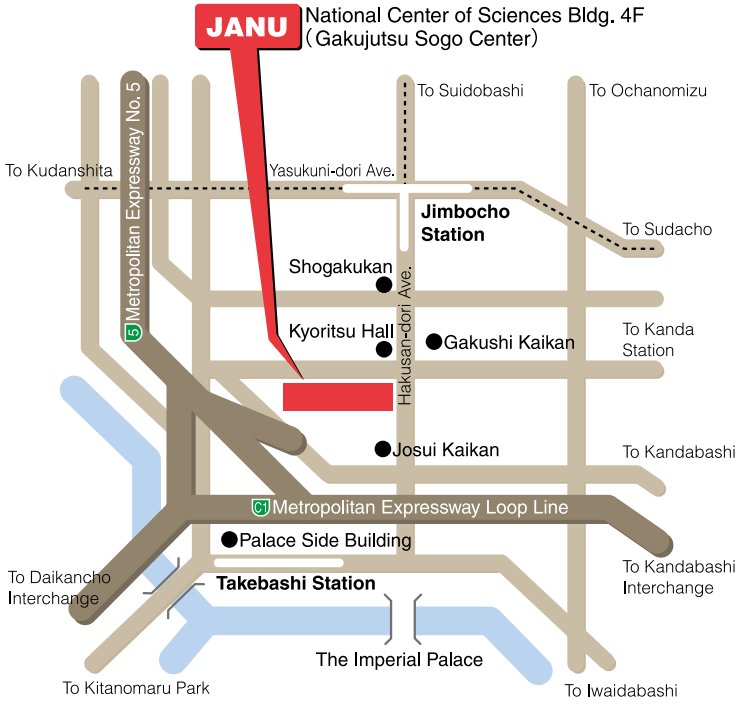 JANU
National Center of Sciences Bldg. 4F
(Gakujutsu Sogo Center)
To Suidobashi
To Ochanomizu
To Kudanshita
Yasukuni-dori Ave.
Metropolitan Expressway No. 5
5
Jimbocho
Station
To Sudacho
Shogakukan
Hakusan-dori Ave.
Kyoritsu Hall
Gakushi Kaikan
To Kanda
Station
Josui Kaikan
To Kandabashi
C1
Metropolitan Expressway Loop Line
Palace Side Building
To Kandabashi
Interchange
To Daikancho
Interchange
Takebashi Station
The Imperial Palace
To Kitanomaru Park
To Iwaidabashi